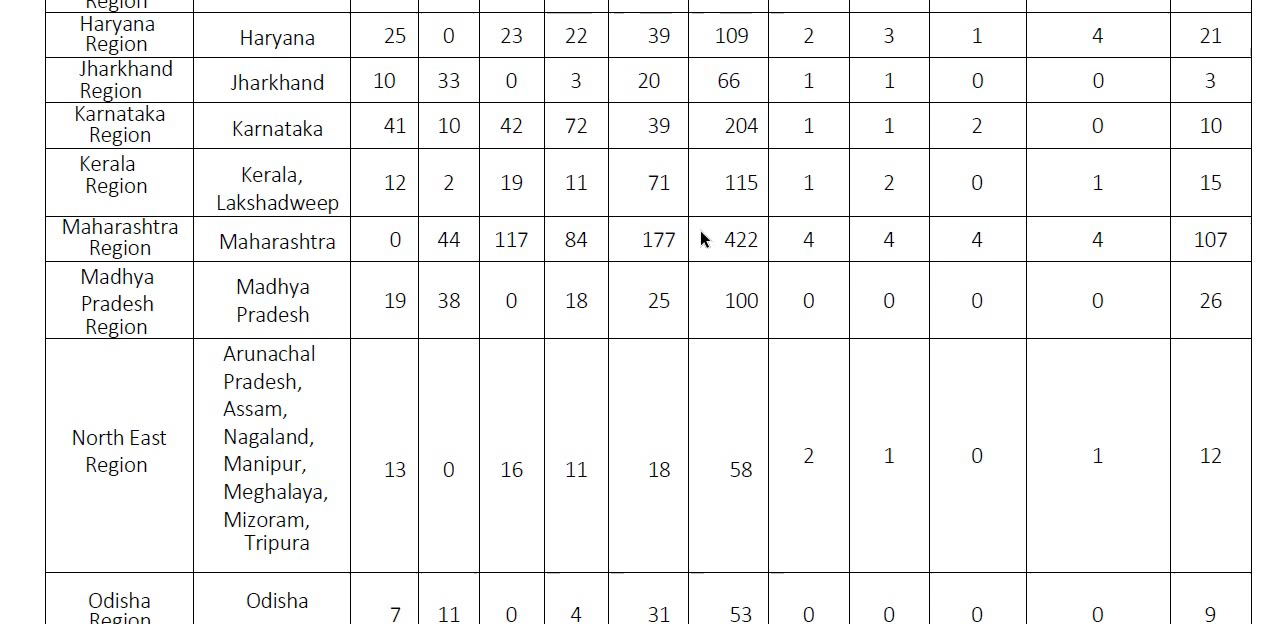 Region
Haryana Region Haryana 25 0 23 22 39 109 2 3 1 4 21
Jharkhand Region Jharkhand 10 33 0 3 20 66 1 1 0 0 3
Karnataka Region Karnataka 41 10 42 72 39 204 1 1 2 0 10
Kerala Region Kerala, Lakshadweep 12 2 19 11 71 115 1 2 0 1 15
Maharashtra Region Maharashtra 0 44 117 84 177 422 4 4 4 4 107
Madhya Pradesh Region Madhya Pradesh 19 38 0 18 25 100 0 0 0 0 26
North East Region Arunachal Pradesh, Assam, Nagaland, Manipur, Meghalaya, Mizoram, Tripura 13 0 16 11 18 58 2 1 0 1 12
Odisha Region Odisha 7 11 0 4 31 53 0 0 0 0 9